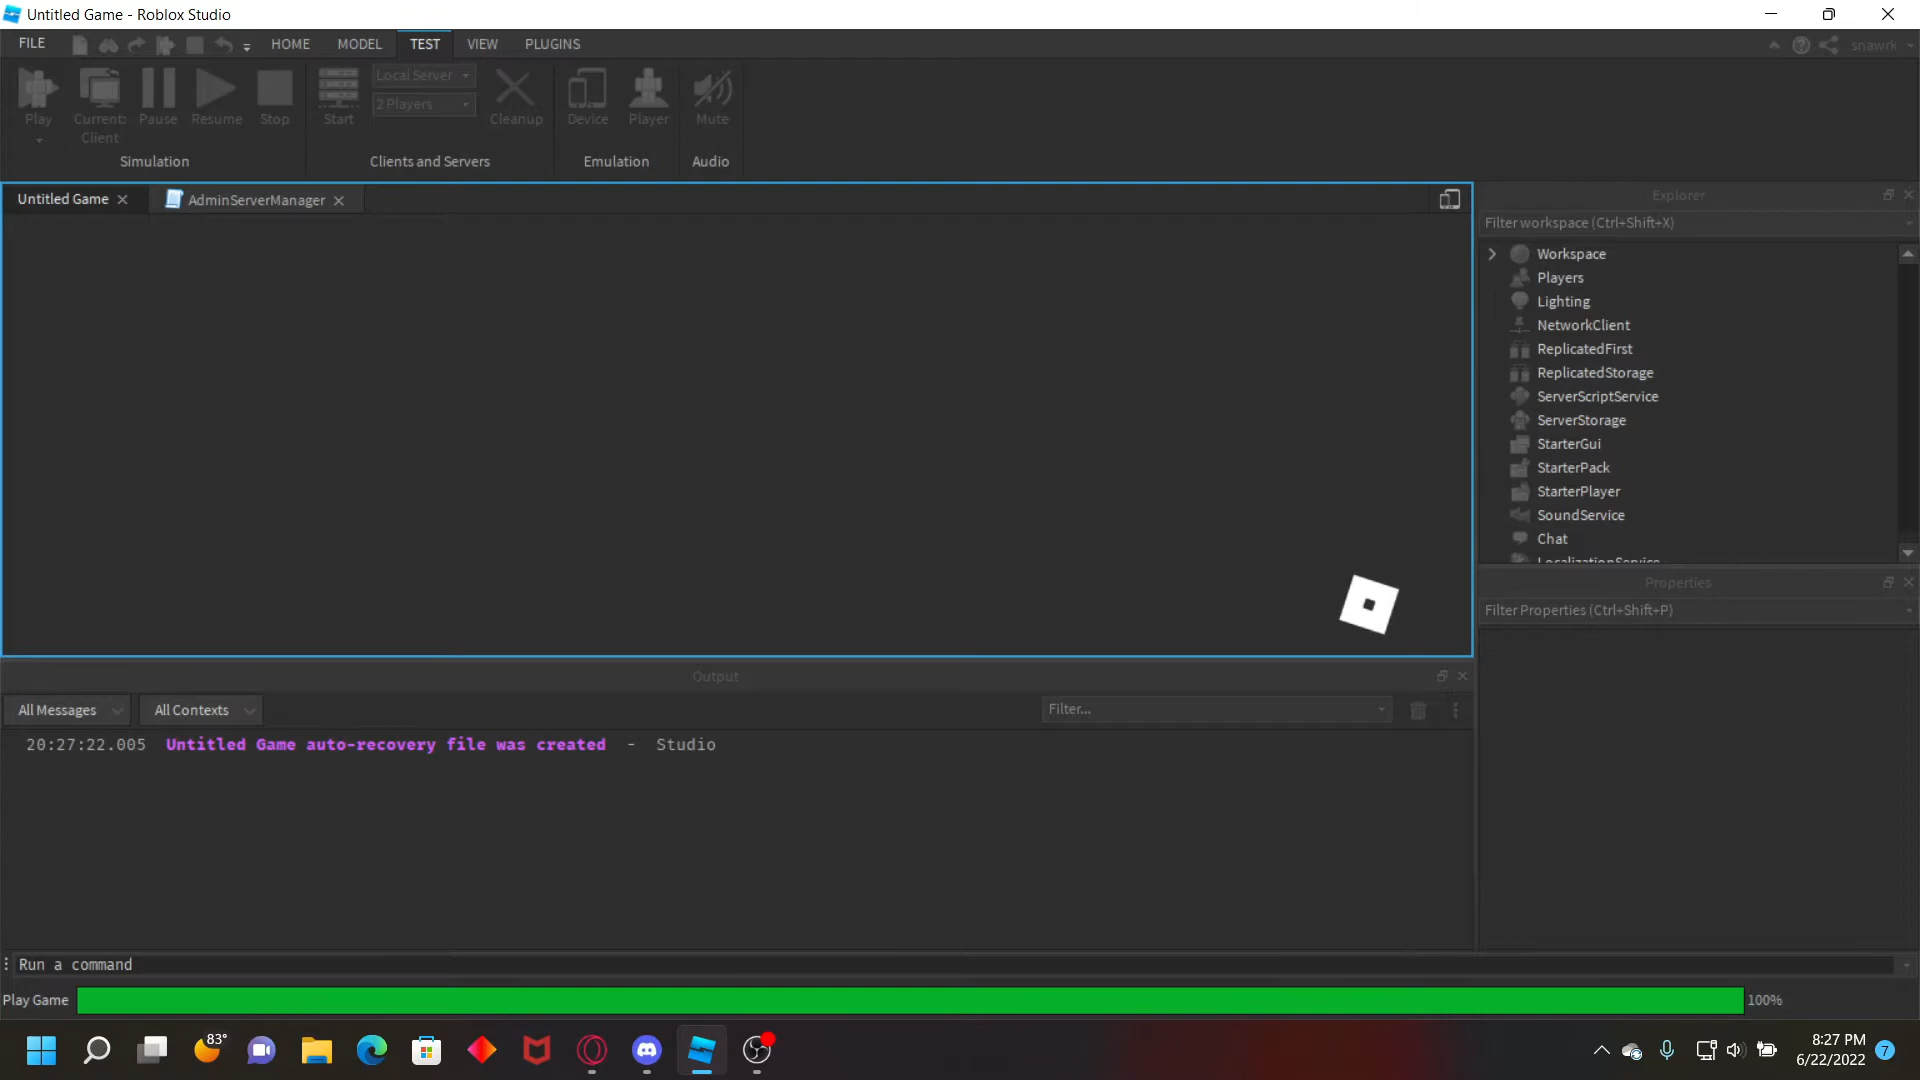 Untitled Game - Roblox Studio
FILE
HOME
MODEL
TEST
VIEW
PLUGINS
snawrk
Play
Current:
Client
Pause
Resume
Stop
Start
Local Server
2 Players
Cleanup
Device
Player
Mute
Simulation
Clients and Servers
Emulation
Audio
Untitled Game
AdminServerManager
Explorer
Filter workspace (Ctrl+Shift+X)
Workspace
Players
Lighting
NetworkClient
ReplicatedFirst
ReplicatedStorage
ServerScriptService
ServerStorage
StarterGui
StarterPack
StarterPlayer
SoundService
Chat
LocalizationService
Properties
Filter Properties (Ctrl+Shift+P)
Output
All Messages
All Contexts
Filter...
20:27:22.005 Untitled Game auto-recovery file was created - Studio
Run a command
Play Game
100%
83°
8:27 PM
6/22/2022
7